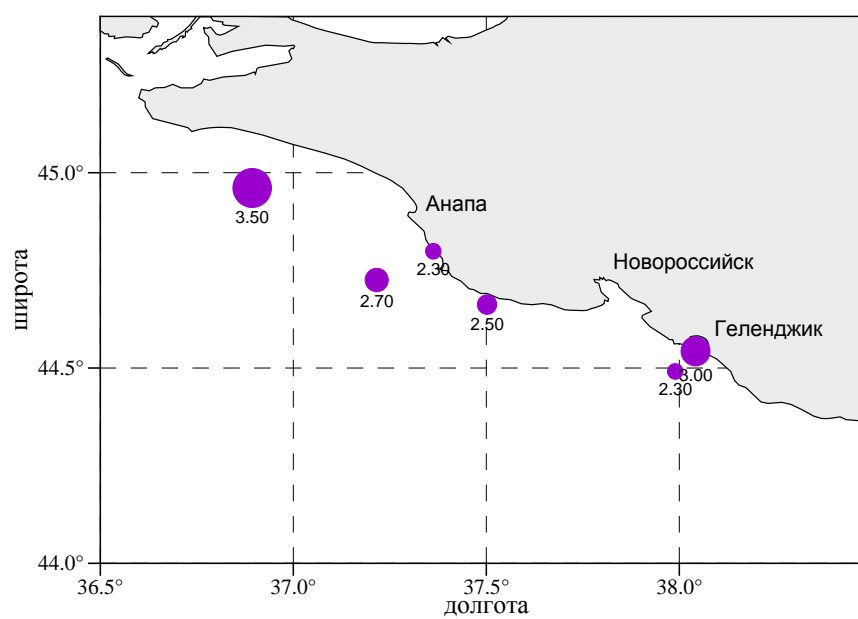 45.0°
Анапа
3.50
Новороссийск
2.30
широта
2.70
2.50
Геленджик
44.5°
3.00
2.30
44.0°
36.5°
37.0°
37.5°
38.0°
долгота